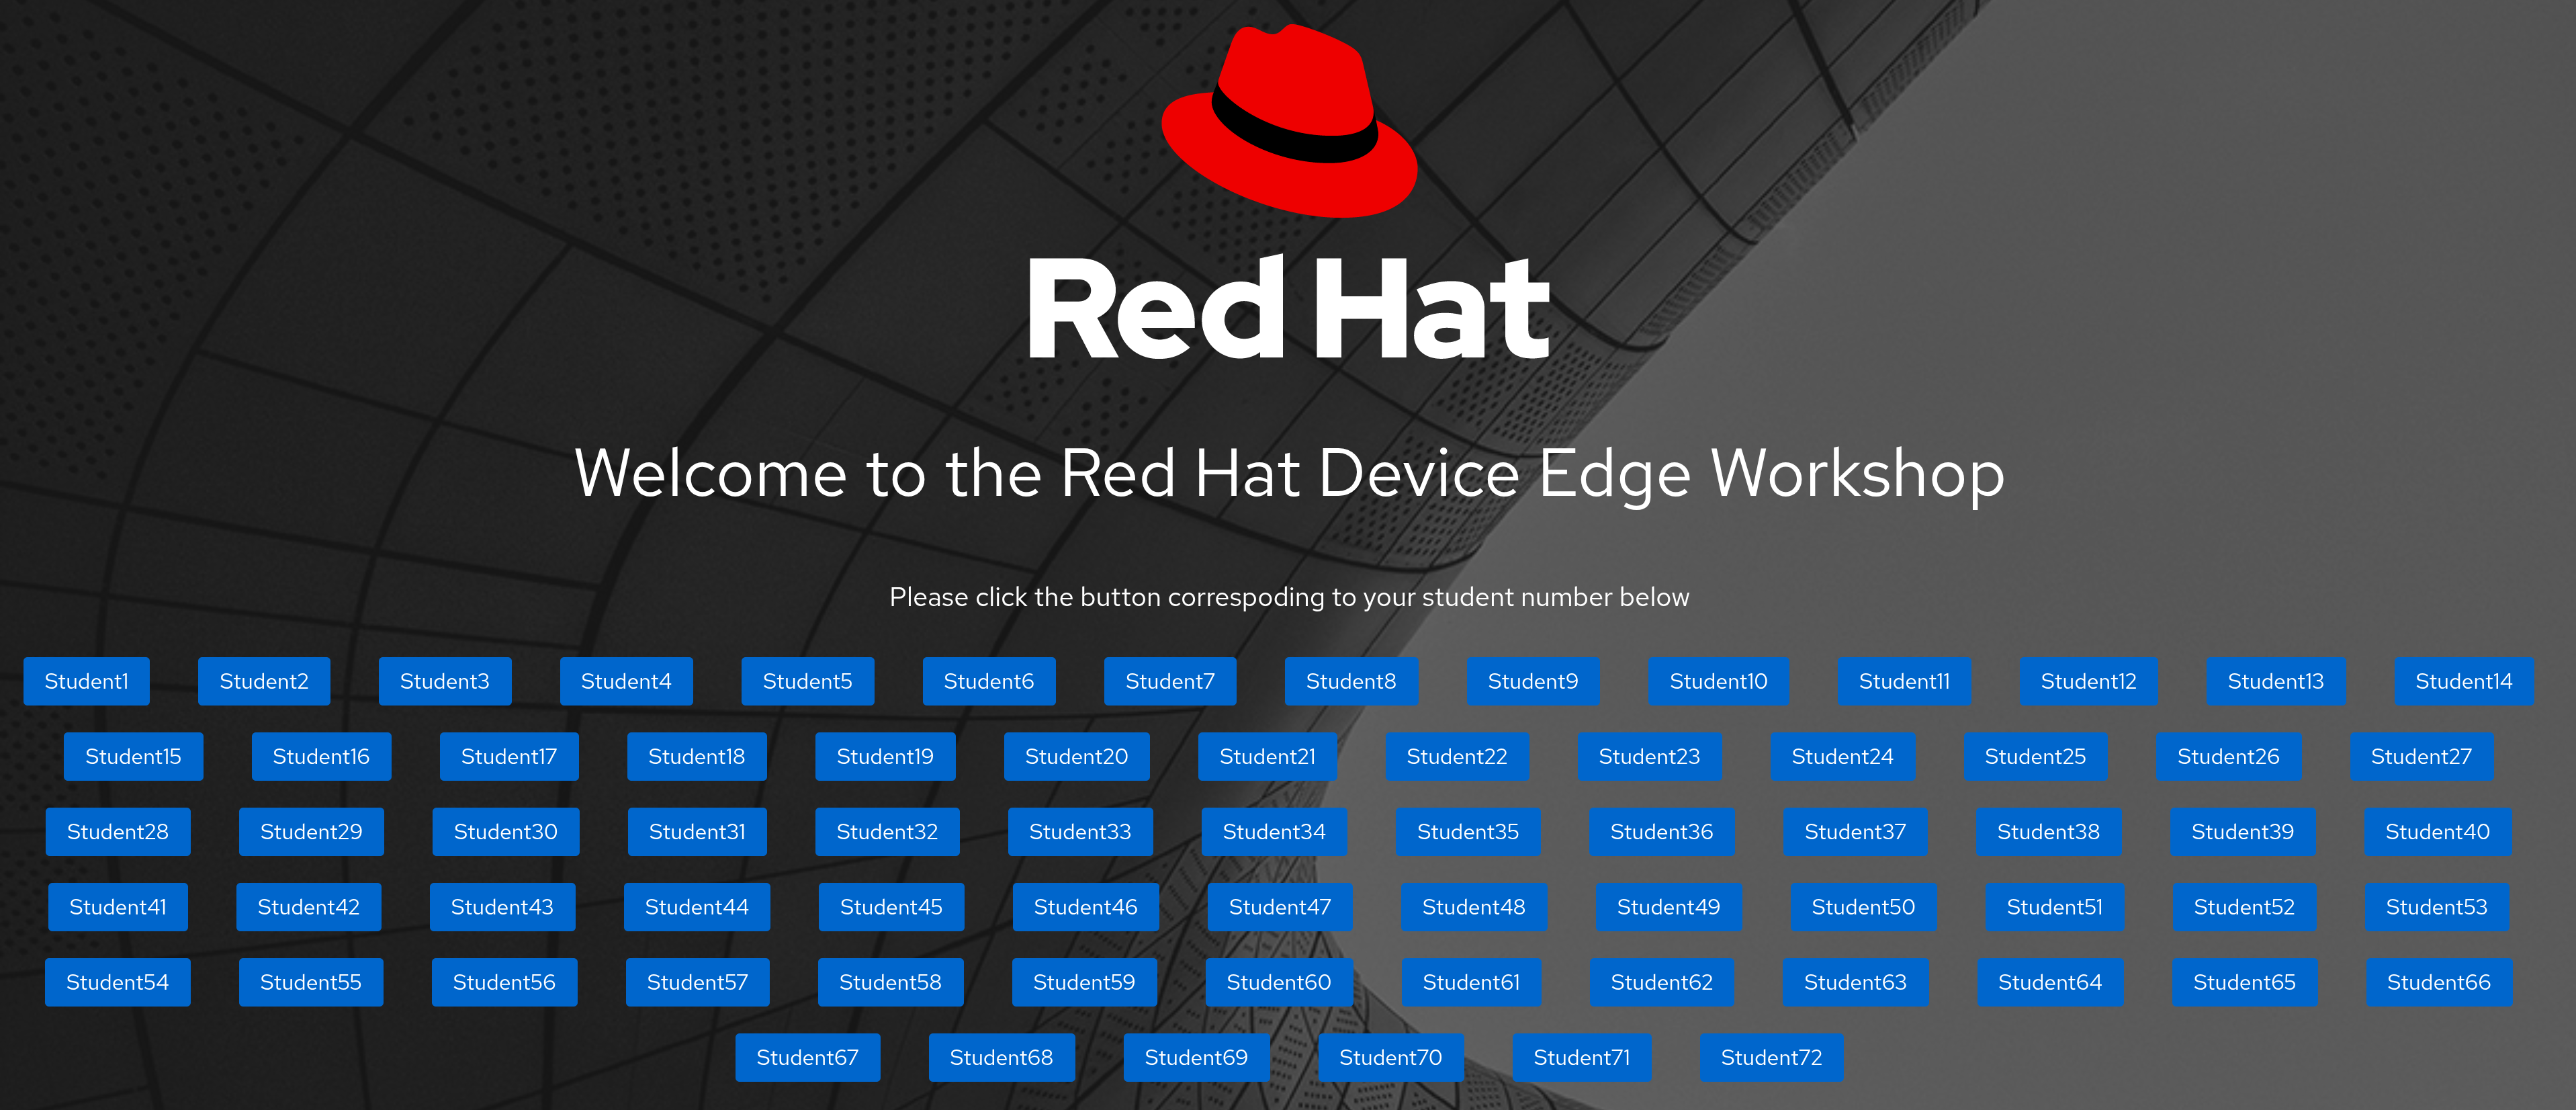 Red Hat
Welcome to the Red Hat Device Edge Workshop
Please click the button correspoding to your student number below
Student1 Student2 Student3 Student4 Student5 Student6 Student7 Student8 Student9 Student10 Student11 Student12 Student13 Student14
Student15 Student16 Student17 Student18 Student19 Student20 Student21 Student22 Student23 Student24 Student25 Student26 Student27
Student28 Student29 Student30 Student31 Student32 Student33 Student34 Student35 Student36 Student37 Student38 Student39 Student40
Student41 Student42 Student43 Student44 Student45 Student46 Student47 Student48 Student49 Student50 Student51 Student52 Student53
Student54 Student55 Student56 Student57 Student58 Student59 Student60 Student61 Student62 Student63 Student64 Student65 Student66
Student67 Student68 Student69 Student70 Student71 Student72